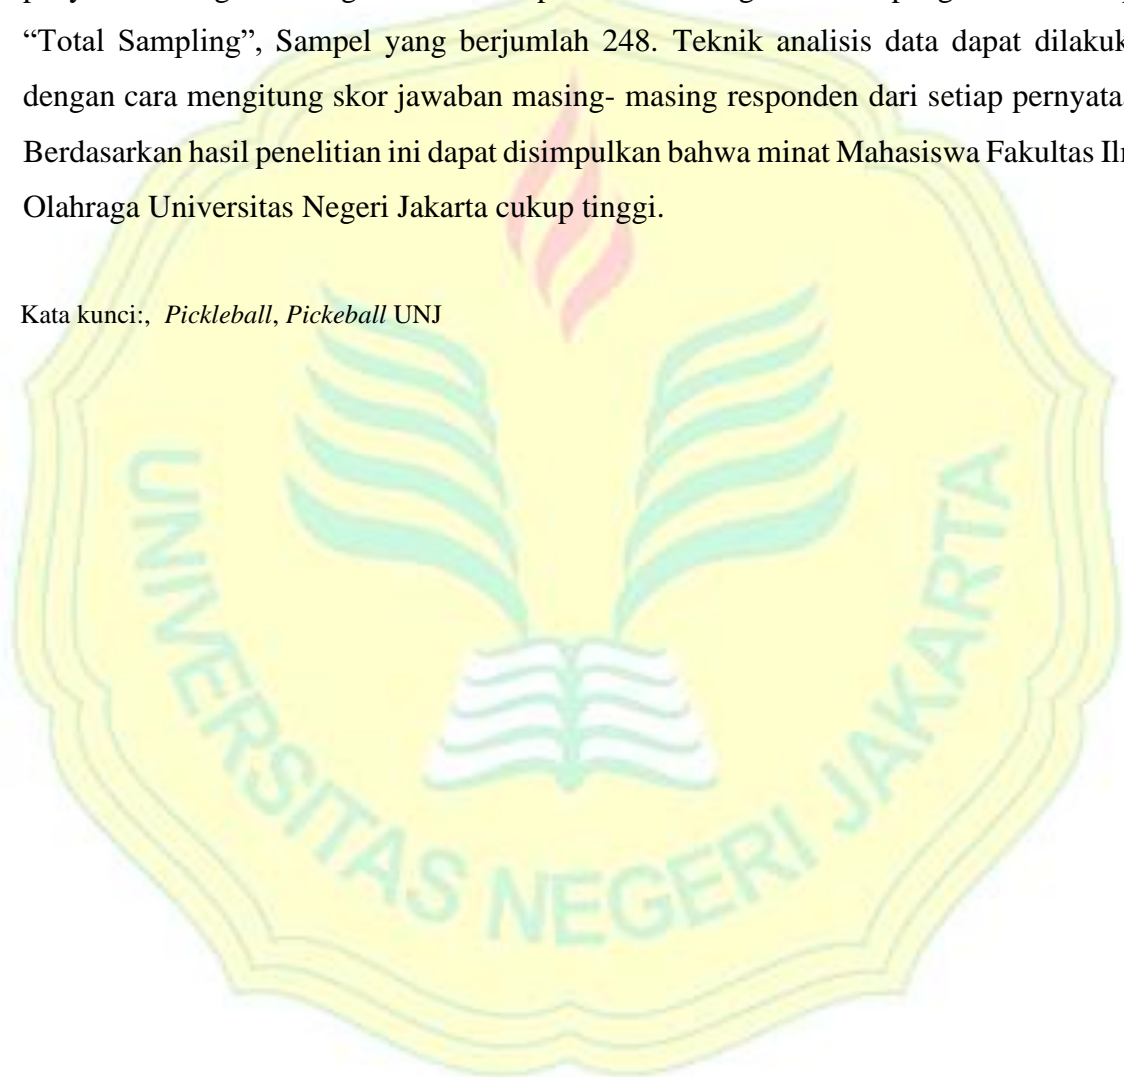 “Total Sampling”, Sampel yang berjumlah 248. Teknik analisis data dapat dilakuk
dengan cara mengitung skor jawaban masing- masing responden dari setiap pernyata
Berdasarkan hasil penelitian ini dapat disimpulkan bahwa minat Mahasiswa Fakultas Il
Olahraga Universitas Negeri Jakarta cukup tinggi.
Kata kunci:, Pickleball, Pickeball UNJ
UNIVERSITAS NEGERI JAKARTA